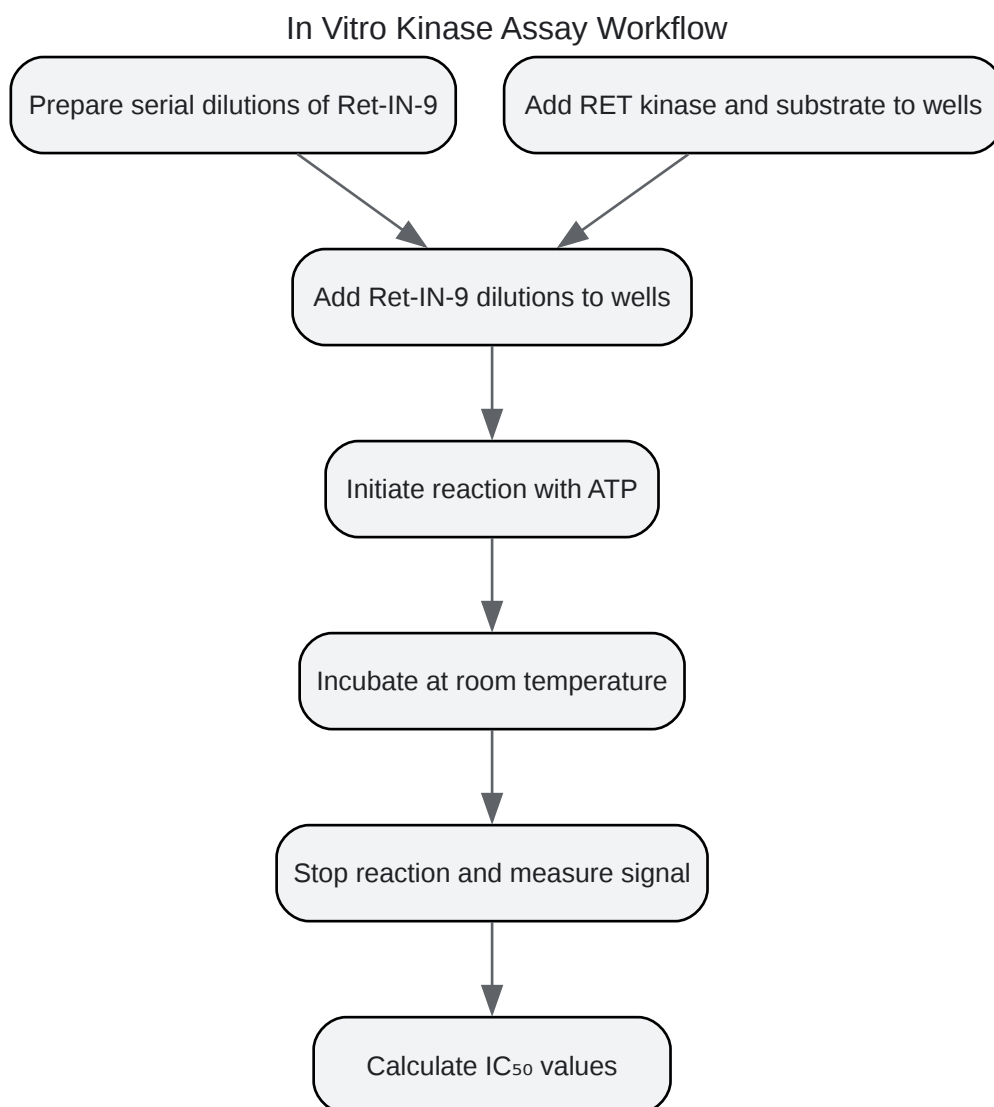 In Vitro Kinase Assay Workflow
Prepare serial dilutions of Ret-IN-9
Add RET kinase and substrate to wells
Add Ret-IN-9 dilutions to wells
Initiate reaction with ATP
Incubate at room temperature
Stop reaction and measure signal
Calculate IC₅₀ values